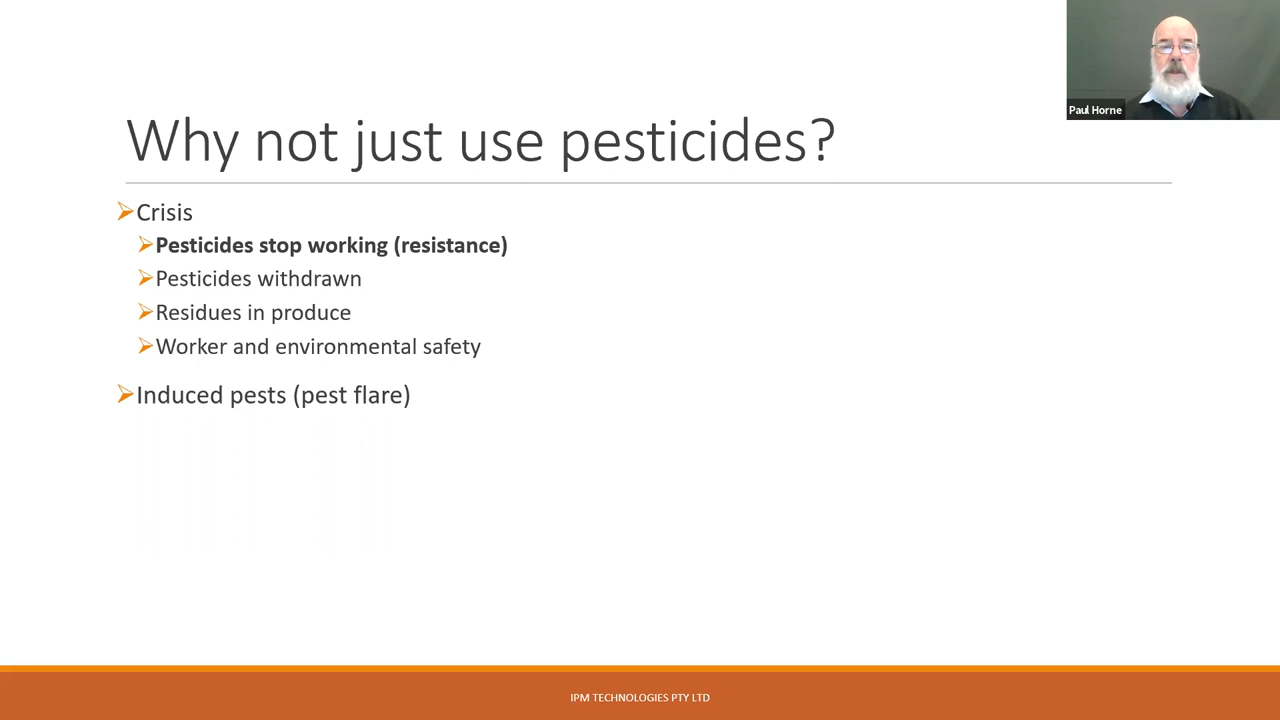 Paul Horne
Why not just use pesticides?
Crisis
Pesticides stop working (resistance)
Pesticides withdrawn
Residues in produce
Worker and environmental safety
Induced pests (pest flare)
IPM TECHNOLOGIES PTY LTD